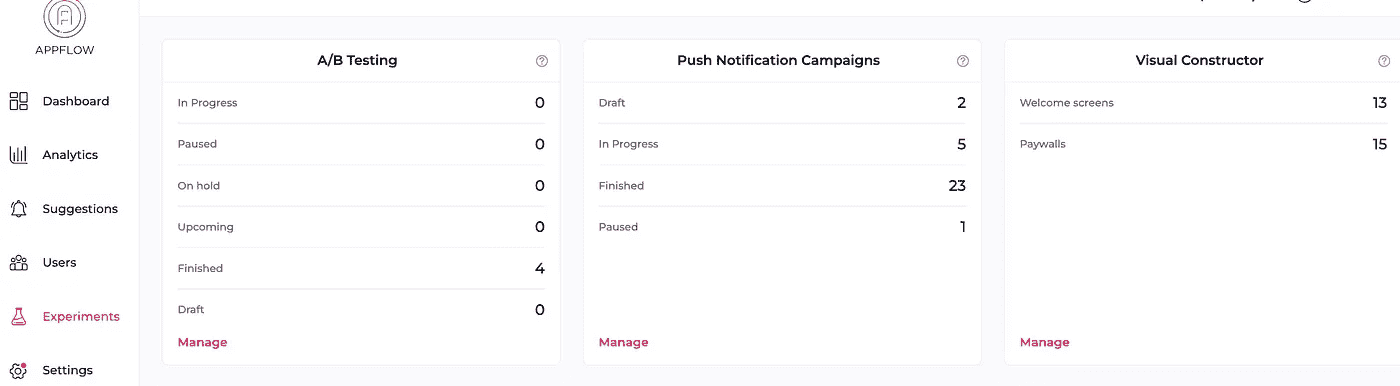 APPFLOW
Dashboard
Analytics
Suggestions
Users
Experiments
Settings
A/B Testing
In Progress 0
Paused 0
On hold 0
Upcoming 0
Finished 4
Draft 0
Manage
Push Notification Campaigns
Draft 2
In Progress 5
Finished 23
Paused 1
Manage
Visual Constructor
Welcome screens 13
Paywalls 15
Manage